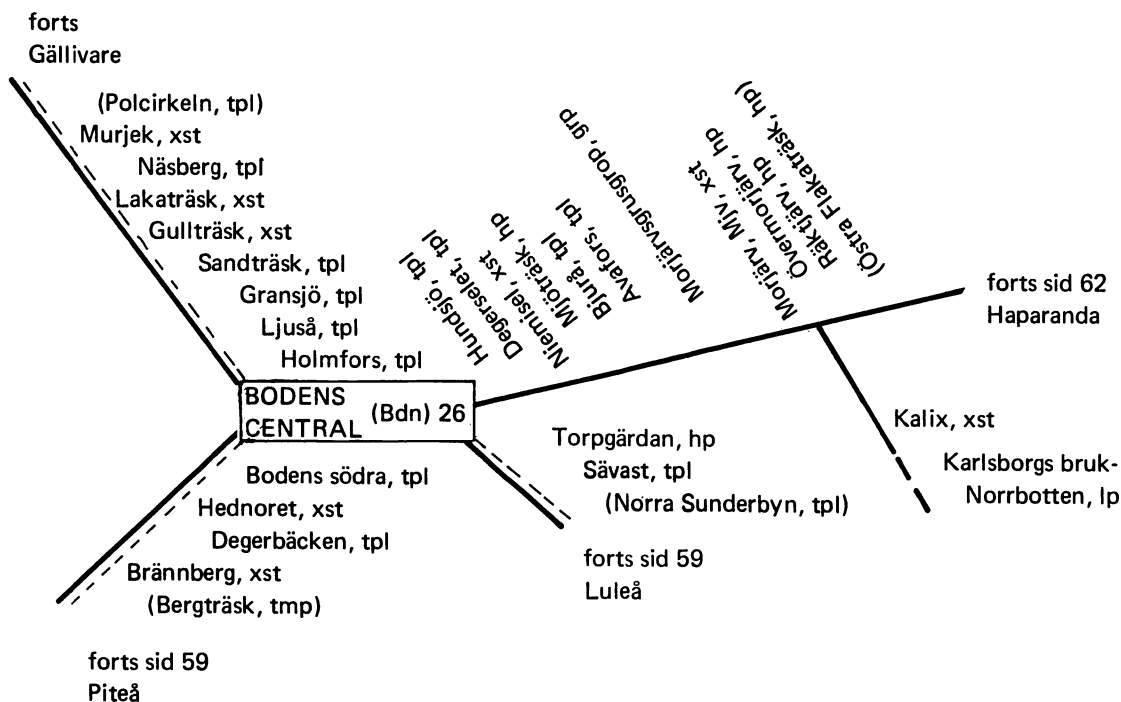 forts
Gällivare
(Polcirkeln, tpl)
Murjek, xst
Näsberg, tpl
Lakaträsk, xst
Gullträsk, xst
Sandträsk, tpl
Gransjö, tpl
Ljuså, tpl
Holmfors, tpl
Hundsjö, tpl
Degerselet, tpl
Niemisel, xst
Mjöträsk, hp
Bjurå, tpl
Avafors, tpl
Morjärvsgrusgrop, grp
Morjärv, Mjv, xst
Övermorjärv, hp
Räktjärv, hp
(Östra Flakaträsk, hp)
forts sid 62
Haparanda
BODENS
CENTRAL
(Bdn) 26
Kalix, xst
Karlsborgs bruk-
Norrbotten, lp
Torpgärdan, hp
Sävast, tpl
(Norra Sunderbyn, tpl)
forts sid 59
Luleå
Bodens södra, tpl
Hednoret, xst
Degerbäcken, tpl
Brännberg, xst
(Bergträsk, tmp)
forts sid 59
Piteå